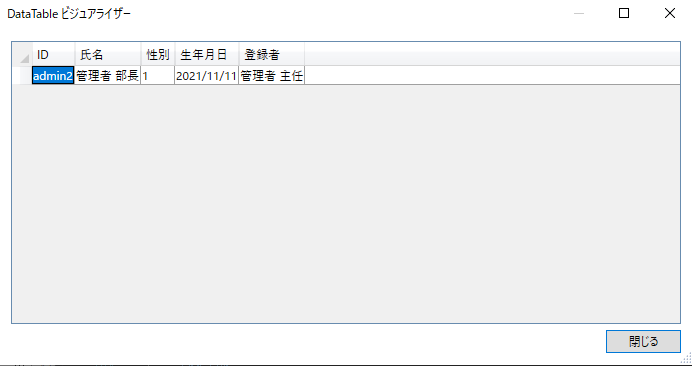 DataTable ビジュアライザー
ID 氏名 性別 生年月日 登録者
admin2 管理者 部長 1 2021/11/11 管理者 主任
閉じる